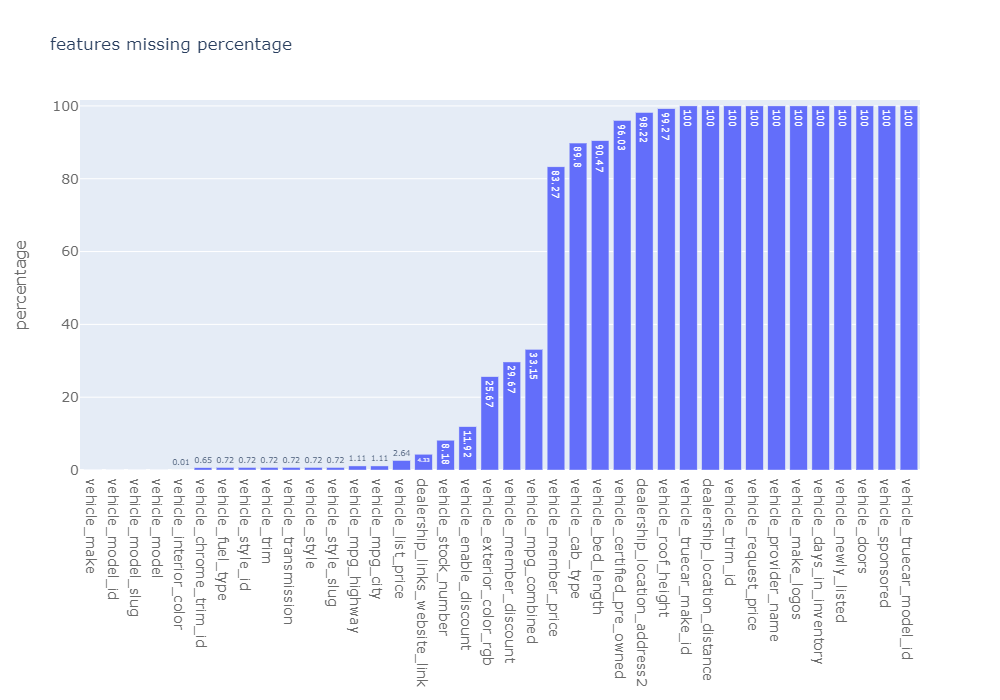 features missing percentage
percentage
100
80
60
40
20
0
0.01
0.65
0.72
0.72
0.72
0.72
0.72
0.72
1.11
1.11
2.64
4.33
8.18
11.92
25.67
29.67
33.15
83.27
89.8
90.47
96.03
98.22
99.27
100
100
100
100
100
100
100
100
100
100
100
vehicle_make
vehicle_model_id
vehicle_model_slug
vehicle_model
vehicle_interior_color
vehicle_chrome_trim_id
vehicle_fuel_type
vehicle_style_id
vehicle_trim
vehicle_transmission
vehicle_style
vehicle_style_slug
vehicle_mpg_highway
vehicle_mpg_city
vehicle_list_price
dealership_links_website_link
vehicle_stock_number
vehicle_enable_discount
vehicle_exterior_color_rgb
vehicle_member_discount
vehicle_mpg_combined
vehicle_member_price
vehicle_cab_type
vehicle_bed_length
vehicle_certified_pre_owned
dealership_location_address2
vehicle_roof_height
vehicle_truecar_make_id
dealership_location_distance
vehicle_trim_id
vehicle_request_price
vehicle_provider_name
vehicle_make_logos
vehicle_days_in_inventory
vehicle_newly_listed
vehicle_doors
vehicle_sponsored
vehicle_truecar_model_id